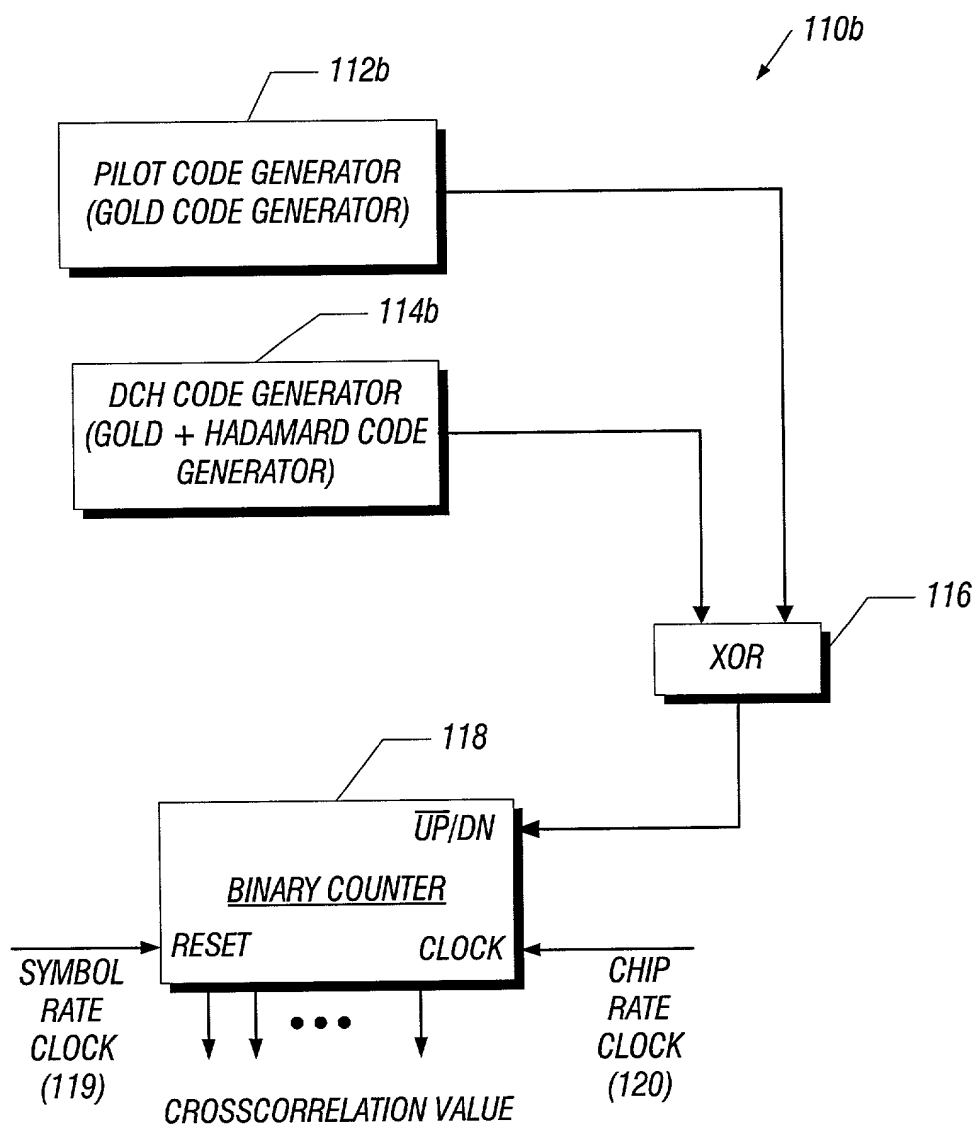 110b
112b
PILOT CODE GENERATOR
(GOLD CODE GENERATOR)
114b
DCH CODE GENERATOR
(GOLD + HADAMARD CODE
GENERATOR)
116
XOR
118
U̅P̅/DN
BINARY COUNTER
RESET
CLOCK
SYMBOL
RATE
CLOCK
(119)
CHIP
RATE
CLOCK
(120)
CROSSCORRELATION VALUE